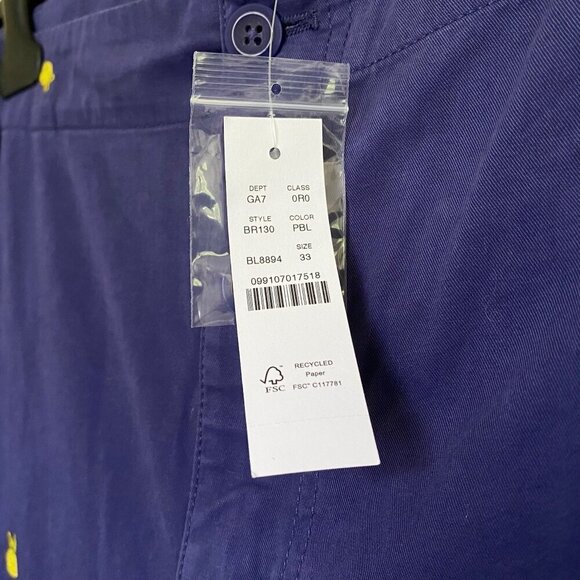 DEPT CLASS
GA7 0R0
STYLE COLOR
BR130 PBL
SIZE
BL8894 33
099107017518
RECYCLED
Paper
FSC FSC® C117781